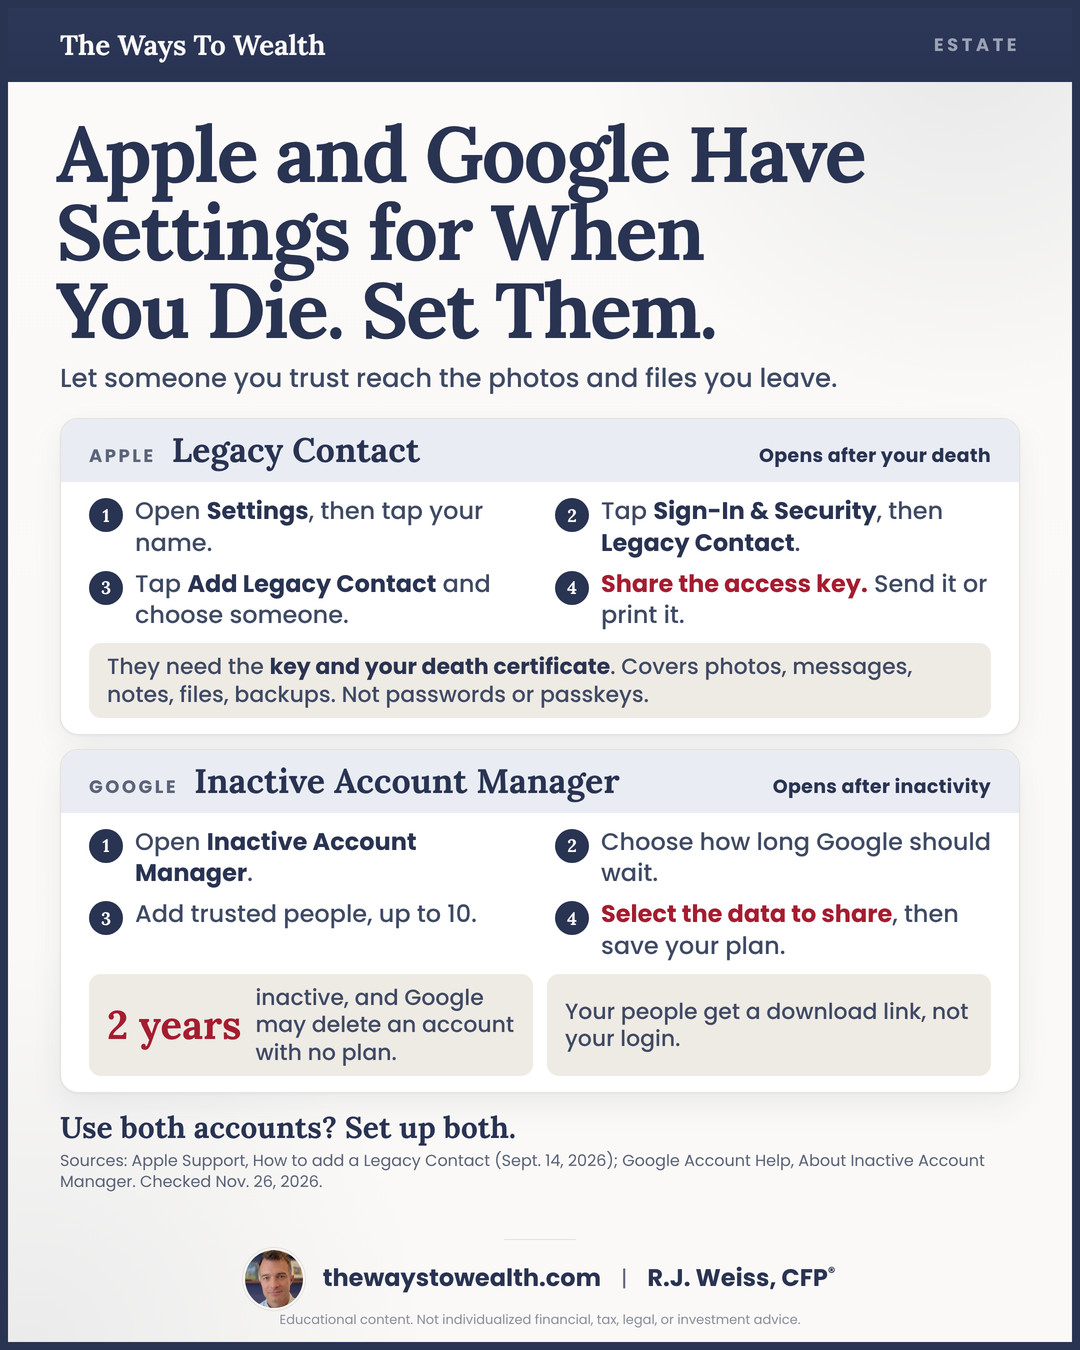 The Ways To Wealth
ESTATE
Apple and Google Have
Settings for When
You Die. Set Them.
Let someone you trust reach the photos and files you leave.
APPLE Legacy Contact
Opens after your death
1 Open Settings, then tap your
name.
2 Tap Sign-In & Security, then
Legacy Contact.
3 Tap Add Legacy Contact and
choose someone.
4 Share the access key. Send it or
print it.
They need the key and your death certificate. Covers photos, messages,
notes, files, backups. Not passwords or passkeys.
GOOGLE Inactive Account Manager
Opens after inactivity
1 Open Inactive Account
Manager.
2 Choose how long Google should
wait.
3 Add trusted people, up to 10.
4 Select the data to share, then
save your plan.
2 years
inactive, and Google
may delete an account
with no plan.
Your people get a download link, not
your login.
Use both accounts? Set up both.
Sources: Apple Support, How to add a Legacy Contact (Sept. 14, 2026); Google Account Help, About Inactive Account
Manager. Checked Nov. 26, 2026.
thewaystowealth.com | R.J. Weiss, CFP®
Educational content. Not individualized financial, tax, legal, or investment advice.